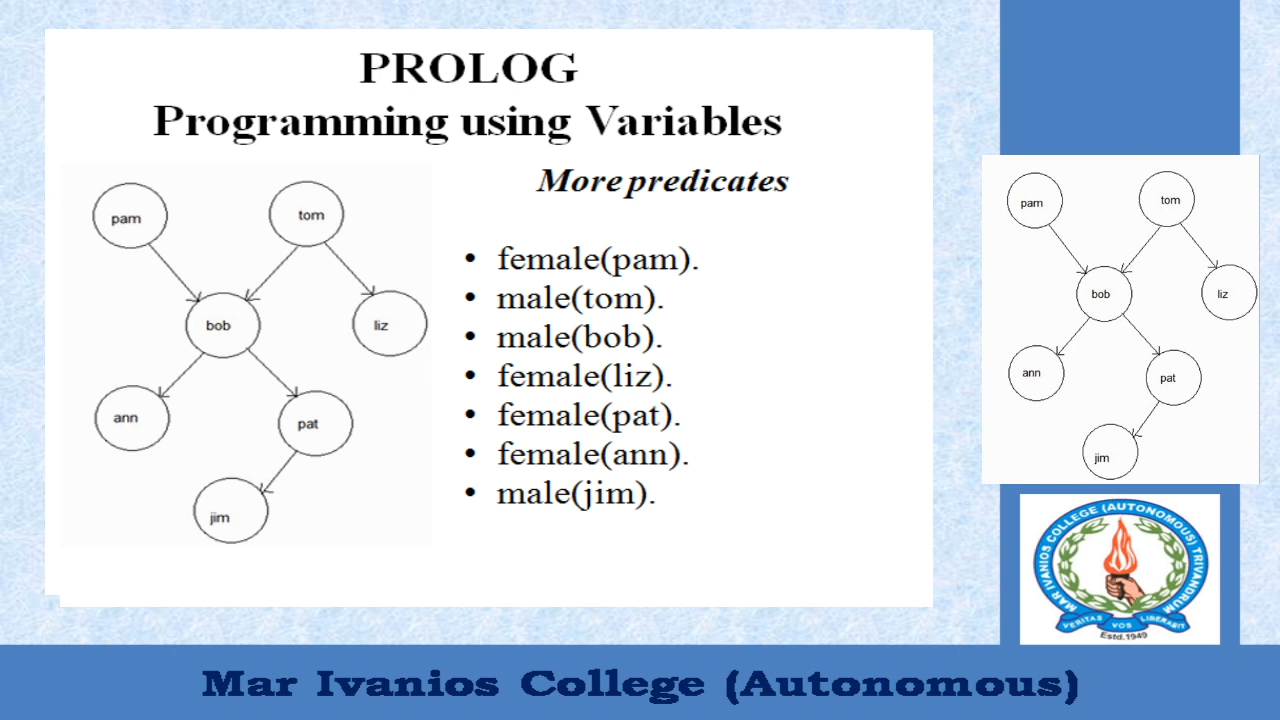 PROLOG
Programming using Variables
More predicates
pam
tom
bob
liz
ann
pat
jim
• female(pam).
• male(tom).
• male(bob).
• female(liz).
• female(pat).
• female(ann).
• male(jim).
pam
tom
bob
liz
ann
pat
jim
MAR IVANIOS COLLEGE (AUTONOMOUS) TRIVANDRUM
VERITAS VOS LIBERABIT
Estd.1949
Mar Ivanios College (Autonomous)